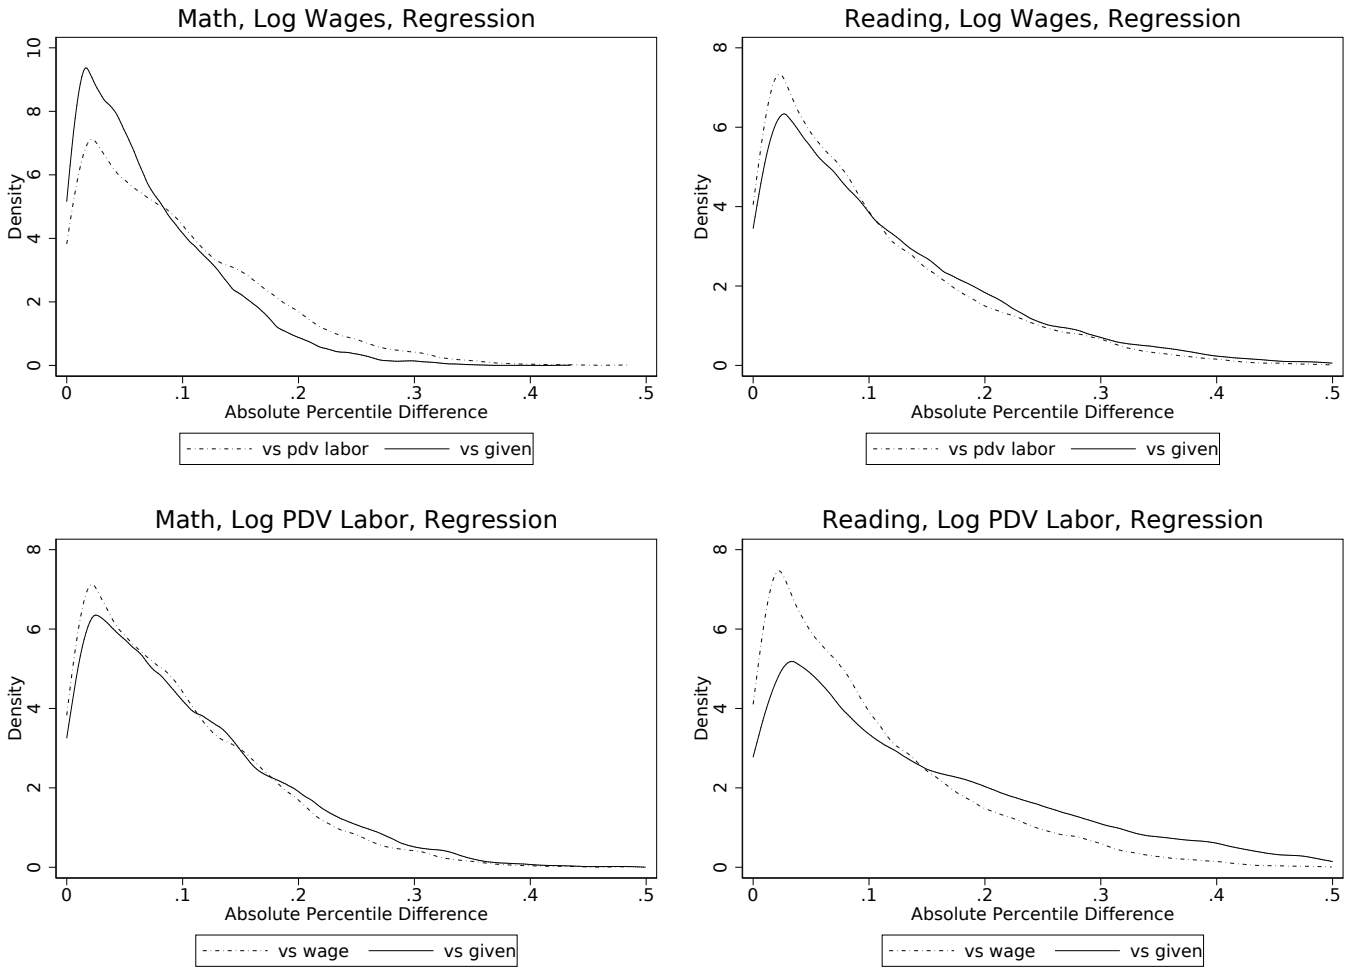 Math, Log Wages, Regression
Density
10
8
6
4
2
0
0 .1 .2 .3 .4 .5
Absolute Percentile Difference
vs pdv labor vs given
Reading, Log Wages, Regression
Density
8
6
4
2
0
0 .1 .2 .3 .4 .5
Absolute Percentile Difference
vs pdv labor vs given
Math, Log PDV Labor, Regression
Density
8
6
4
2
0
0 .1 .2 .3 .4 .5
Absolute Percentile Difference
vs wage vs given
Reading, Log PDV Labor, Regression
Density
8
6
4
2
0
0 .1 .2 .3 .4 .5
Absolute Percentile Difference
vs wage vs given